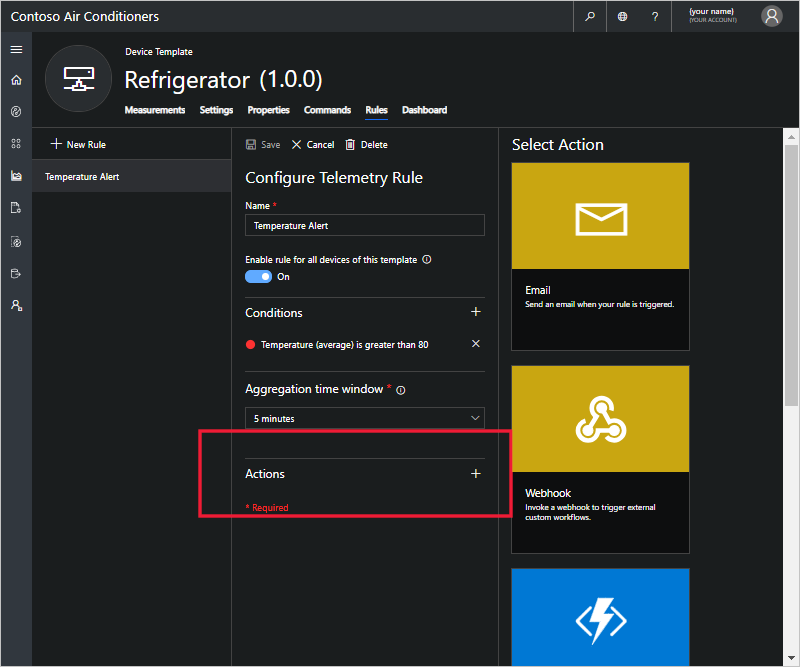 Contoso Air Conditioners
?
(your name)
(YOUR ACCOUNT)
Device Template
Refrigerator (1.0.0)
Measurements Settings Properties Commands Rules Dashboard
+ New Rule
Temperature Alert
Save Cancel Delete
Configure Telemetry Rule
Name *
Temperature Alert
Enable rule for all devices of this template
On
Conditions +
Temperature (average) is greater than 80
Aggregation time window *
5 minutes
Actions +
* Required
Select Action
Email
Send an email when your rule is triggered.
Webhook
Invoke a webhook to trigger external
custom workflows.